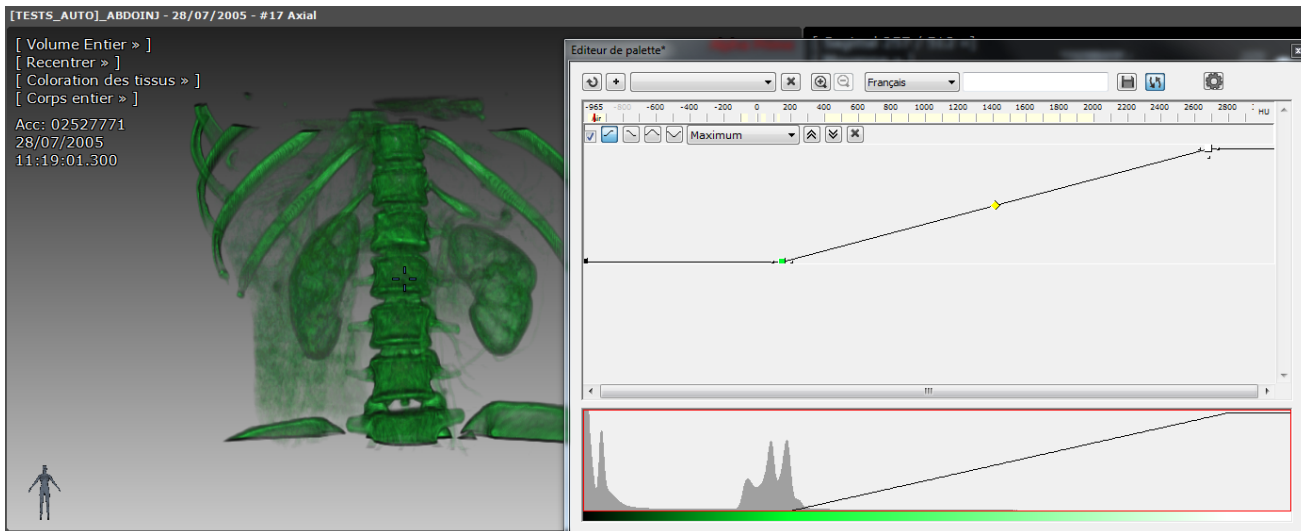 [TESTS_AUTO]_ABDOINJ - 28/07/2005 - #17 Axial
[ Volume Entier » ]
[ Recentrer » ]
[ Coloration des tissus » ]
[ Corps entier » ]
Acc: 02527771
28/07/2005
11:19:01.300
Editeur de palette*
Français
-965 -800 -600 -400 -200 0 200 400 600 800 1000 1200 1400 1600 1800 2000 2200 2400 2600 2800 HU
Air
Maximum